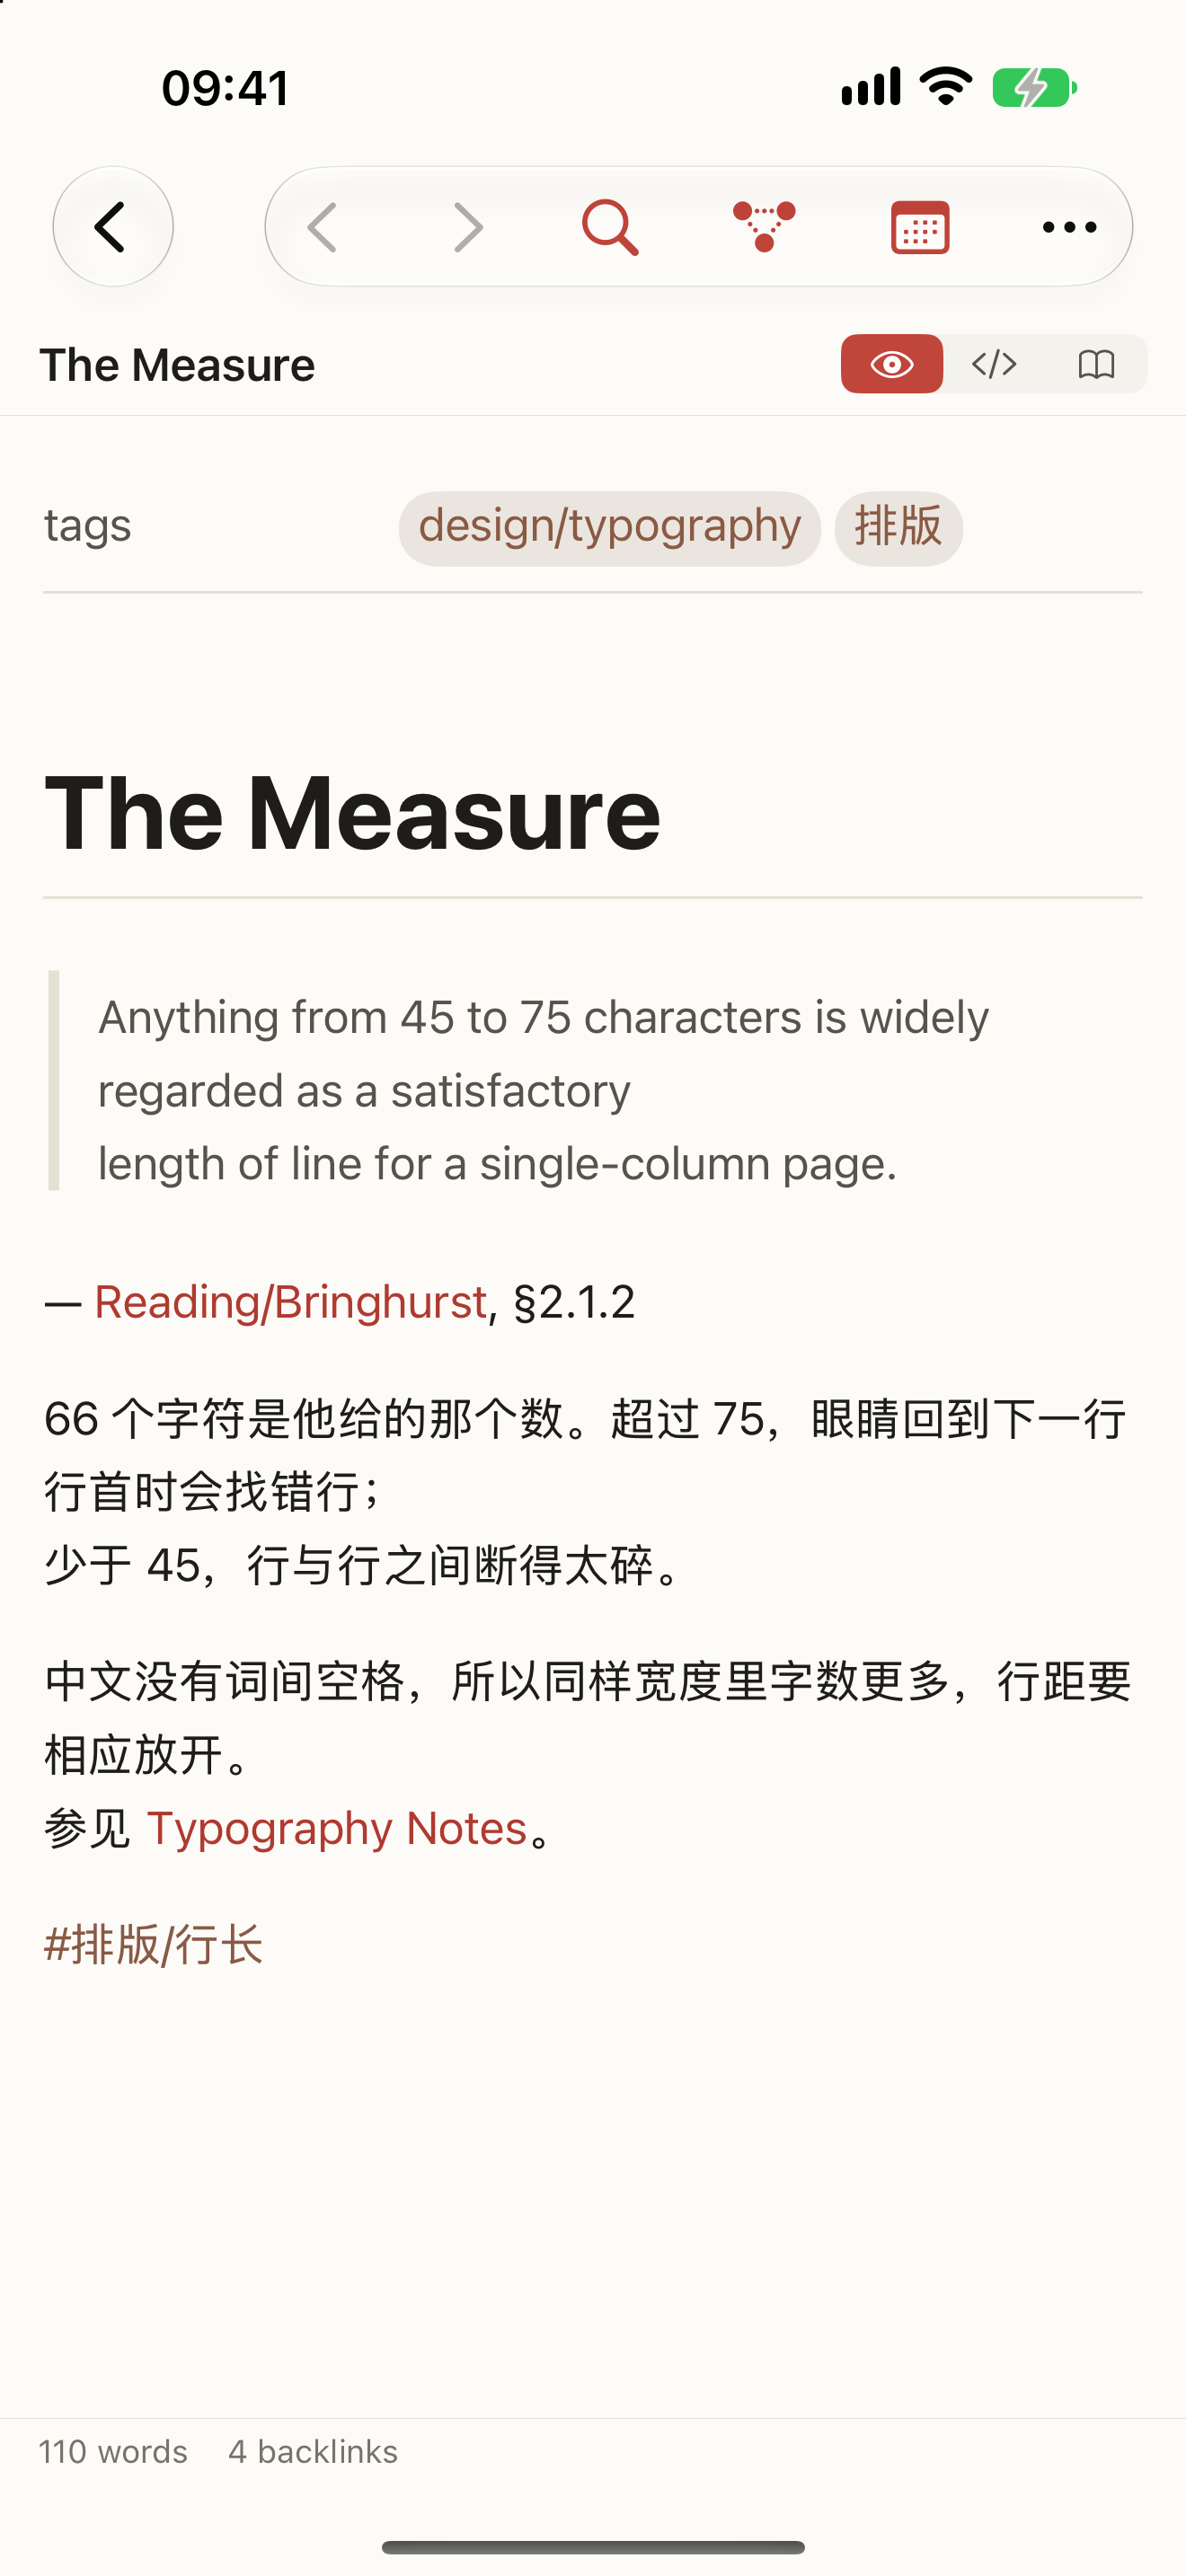 09:41
The Measure
</>
tags design/typography 排版
The Measure
Anything from 45 to 75 characters is widely
regarded as a satisfactory
length of line for a single-column page.
— Reading/Bringhurst, §2.1.2
66 个字符是他给的那个数。超过 75，眼睛回到下一行
行首时会找错行；
少于 45，行与行之间断得太碎。
中文没有词间空格，所以同样宽度里字数更多，行距要
相应放开。
参见 Typography Notes。
#排版/行长
110 words 4 backlinks